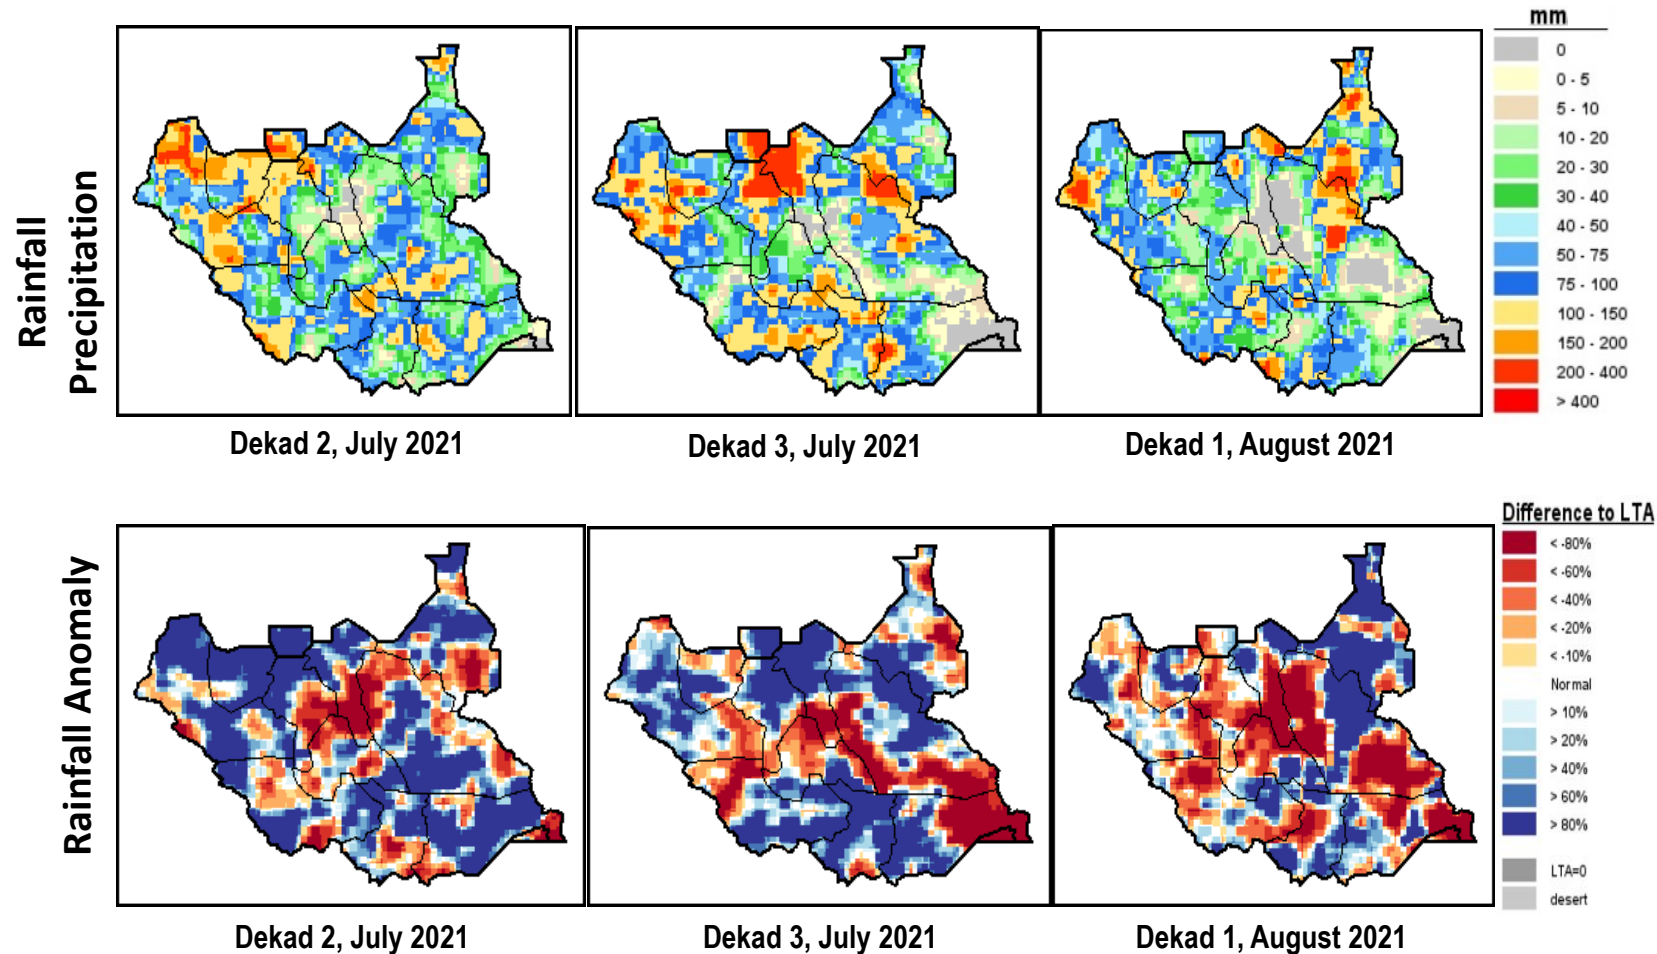 Rainfall
Precipitation
mm
0
0 - 5
5 - 10
10 - 20
20 - 30
30 - 40
40 - 50
50 - 75
75 - 100
100 - 150
150 - 200
200 - 400
> 400
Dekad 2, July 2021
Dekad 3, July 2021
Dekad 1, August 2021
Rainfall Anomaly
Difference to LTA
< -80%
< -60%
< -40%
< -20%
< -10%
Normal
> 10%
> 20%
> 40%
> 60%
> 80%
LTA=0
desert
Dekad 2, July 2021
Dekad 3, July 2021
Dekad 1, August 2021